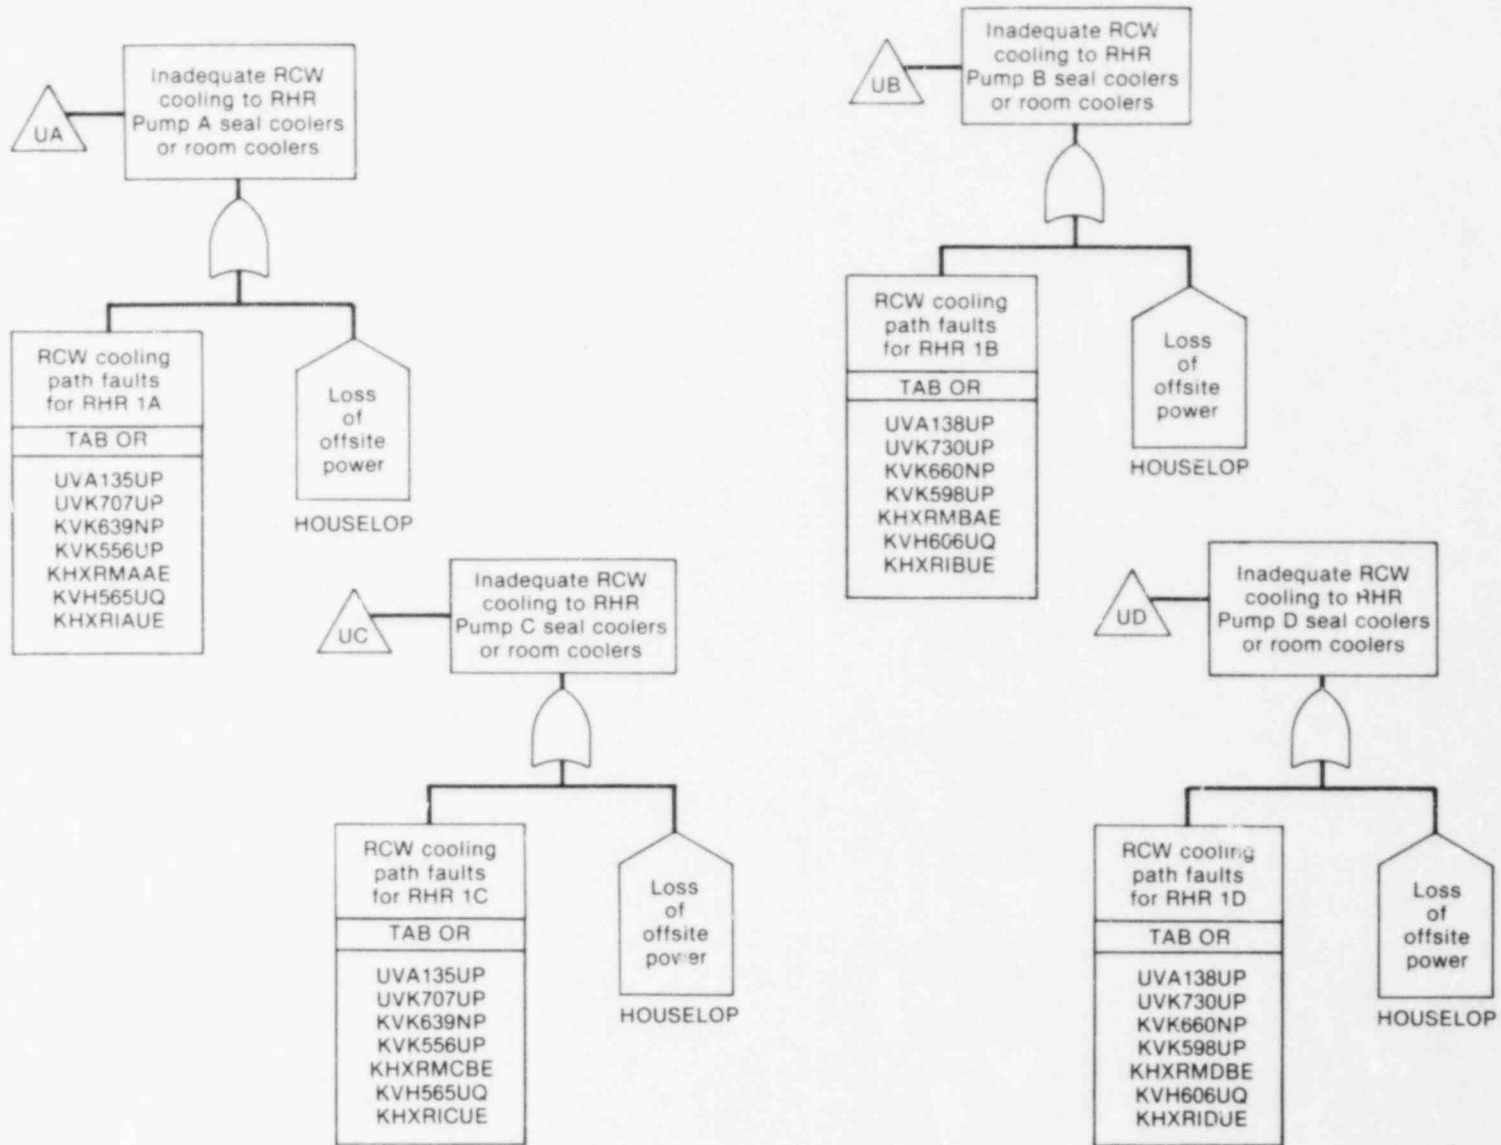 Inadequate RCW
cooling to RHR
Pump A seal coolers
or room coolers
UA
RCW cooling
path faults
for RHR 1A
TAB OR
UVA135UP
UVK707UP
KVK639NP
KVK556UP
KHXRMAAE
KVH565UQ
KHXRIAUE
Loss
of
offsite
power
HOUSELOP
Inadequate RCW
cooling to RHR
Pump B seal coolers
or room coolers
UB
RCW cooling
path faults
for RHR 1B
TAB OR
UVA138UP
UVK730UP
KVK660NP
KVK598UP
KHXRMBAE
KVH606UQ
KHXRIBUE
Loss
of
offsite
power
HOUSELOP
Inadequate RCW
cooling to RHR
Pump C seal coolers
or room coolers
UC
RCW cooling
path faults
for RHR 1C
TAB OR
UVA135UP
UVK707UP
KVK639NP
KVK556UP
KHXRMCBE
KVH565UQ
KHXRICUE
Loss
of
offsite
power
HOUSELOP
Inadequate RCW
cooling to RHR
Pump D seal coolers
or room coolers
UD
RCW cooling
path faults
for RHR 1D
TAB OR
UVA138UP
UVK730UP
KVK660NP
KVK598UP
KHXRMDBE
KVH606UQ
KHXRIDUE
Loss
of
offsite
power
HOUSELOP